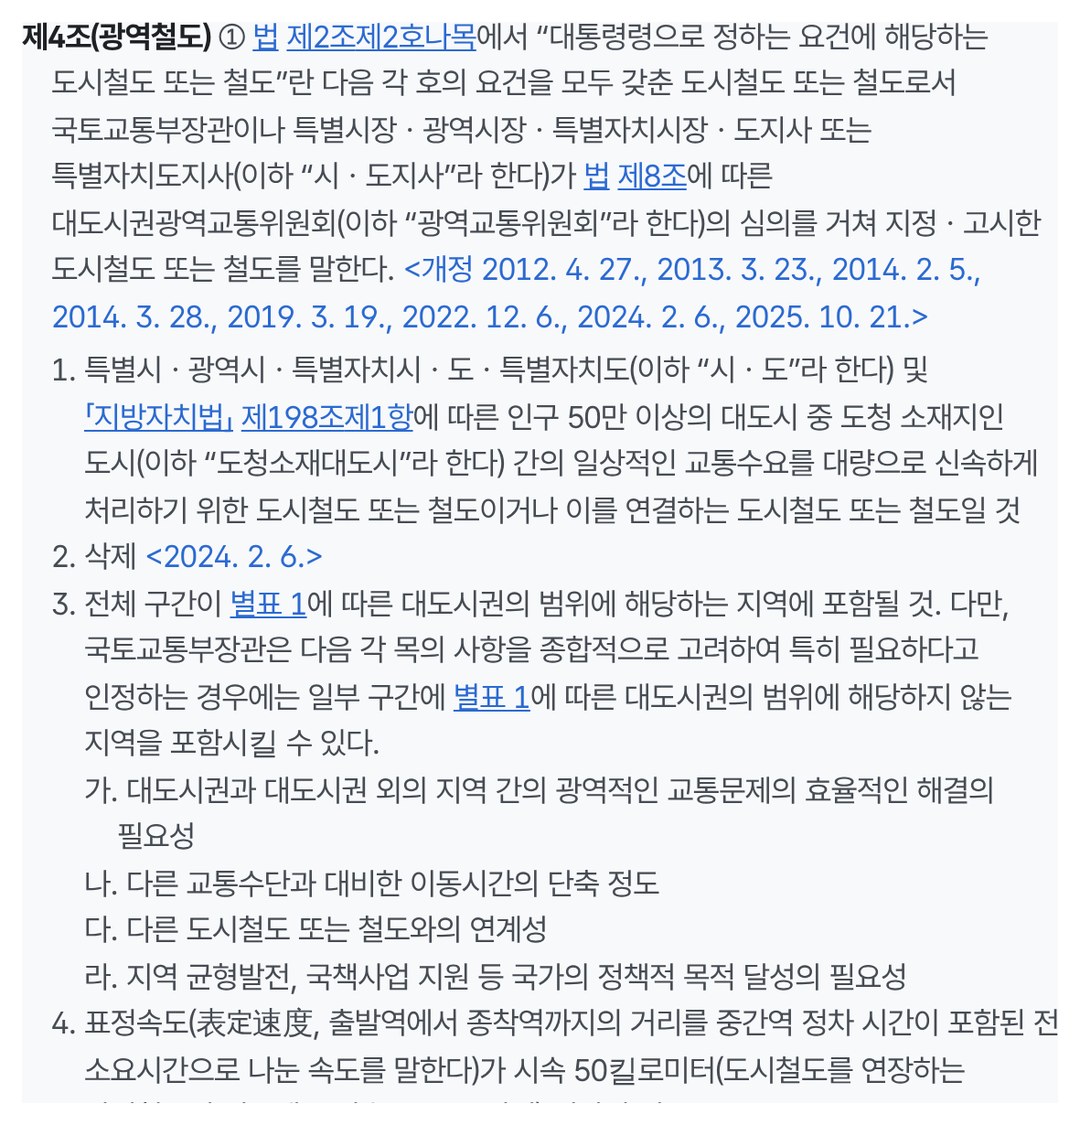 제4조(광역철도) ① 법 제2조제2호나목에서 “대통령령으로 정하는 요건에 해당하는
도시철도 또는 철도”란 다음 각 호의 요건을 모두 갖춘 도시철도 또는 철도로서
국토교통부장관이나 특별시장ㆍ광역시장ㆍ특별자치시장ㆍ도지사 또는
특별자치도지사(이하 “시ㆍ도지사”라 한다)가 법 제8조에 따른
대도시권광역교통위원회(이하 “광역교통위원회”라 한다)의 심의를 거쳐 지정ㆍ고시한
도시철도 또는 철도를 말한다. <개정 2012. 4. 27., 2013. 3. 23., 2014. 2. 5.,
2014. 3. 28., 2019. 3. 19., 2022. 12. 6., 2024. 2. 6., 2025. 10. 21.>
1. 특별시ㆍ광역시ㆍ특별자치시ㆍ도ㆍ특별자치도(이하 “시ㆍ도”라 한다) 및
「지방자치법」 제198조제1항에 따른 인구 50만 이상의 대도시 중 도청 소재지인
도시(이하 “도청소재대도시”라 한다) 간의 일상적인 교통수요를 대량으로 신속하게
처리하기 위한 도시철도 또는 철도이거나 이를 연결하는 도시철도 또는 철도일 것
2. 삭제 <2024. 2. 6.>
3. 전체 구간이 별표 1에 따른 대도시권의 범위에 해당하는 지역에 포함될 것. 다만,
국토교통부장관은 다음 각 목의 사항을 종합적으로 고려하여 특히 필요하다고
인정하는 경우에는 일부 구간에 별표 1에 따른 대도시권의 범위에 해당하지 않는
지역을 포함시킬 수 있다.
가. 대도시권과 대도시권 외의 지역 간의 광역적인 교통문제의 효율적인 해결의
필요성
나. 다른 교통수단과 대비한 이동시간의 단축 정도
다. 다른 도시철도 또는 철도와의 연계성
라. 지역 균형발전, 국책사업 지원 등 국가의 정책적 목적 달성의 필요성
4. 표정속도(表定速度, 출발역에서 종착역까지의 거리를 중간역 정차 시간이 포함된 전
소요시간으로 나눈 속도를 말한다)가 시속 50킬로미터(도시철도를 연장하는